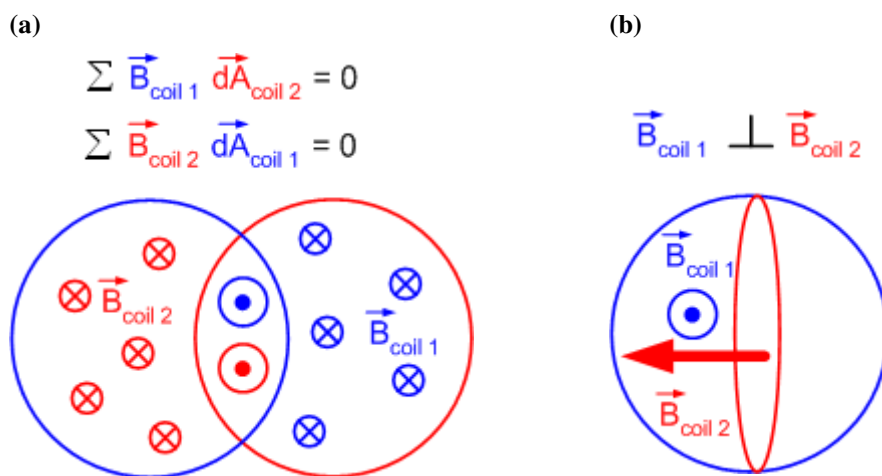 (a)
∑ B⃗coil 1 dA⃗coil 2 = 0
∑ B⃗coil 2 dA⃗coil 1 = 0
B⃗coil 2
B⃗coil 1
(b)
B⃗coil 1 ⊥ B⃗coil 2
B⃗coil 1
B⃗coil 2